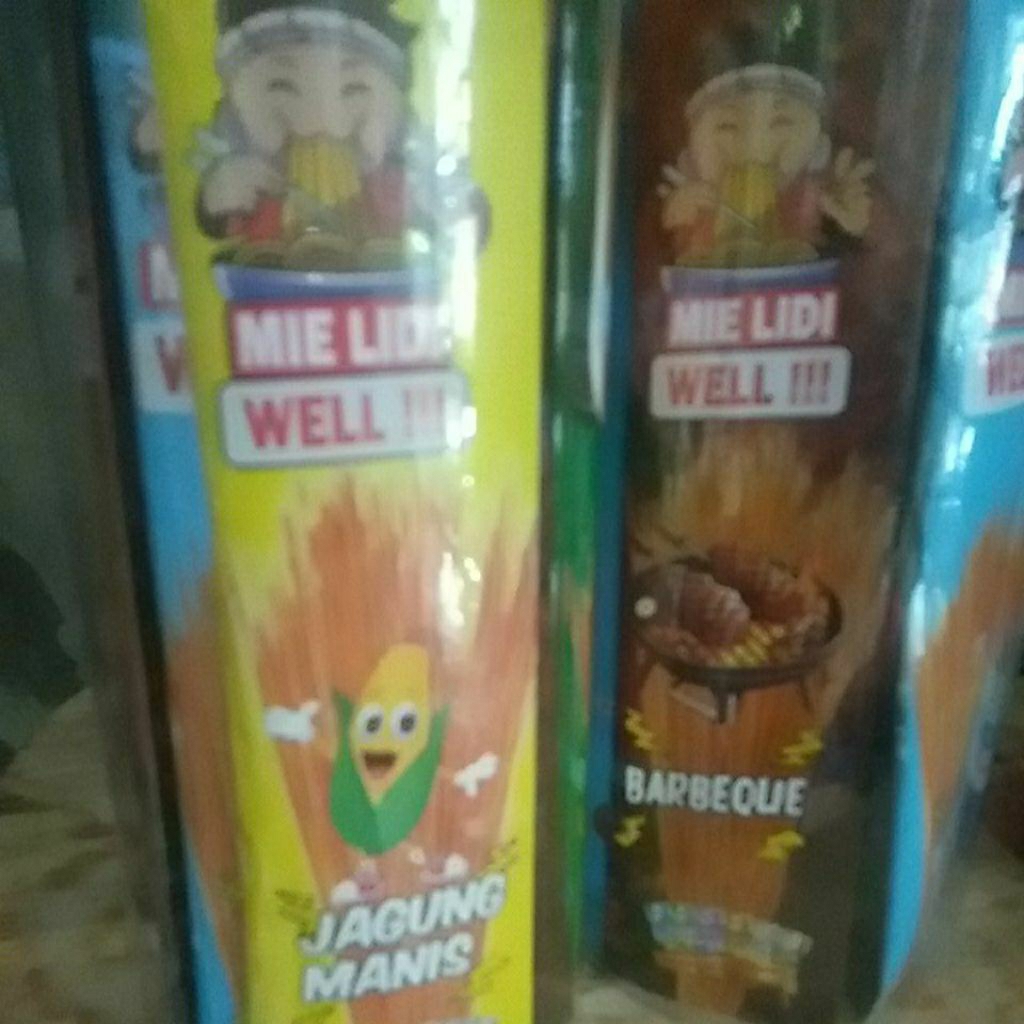 MIE LIDI
WELL !!!
JAGUNG
MANIS
MIE LIDI
WELL !!!
BARBEQUE